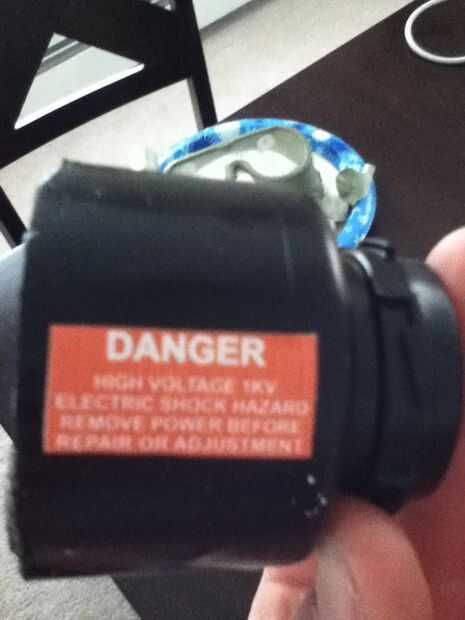 DANGER
HIGH VOLTAGE 1KV
ELECTRIC SHOCK HAZARD
REMOVE POWER BEFORE
REPAIR OR ADJUSTMENT